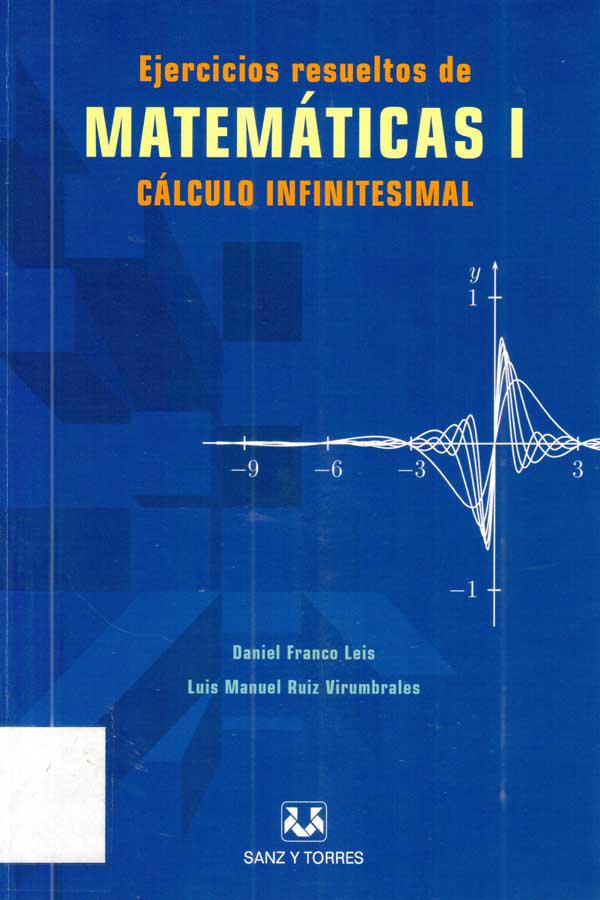 Ejercicios resueltos de
MATEMÁTICAS I
CÁLCULO INFINITESIMAL
y
1
−9 −6 −3 3
−1
Daniel Franco Leis
Luis Manuel Ruiz Virumbrales
SANZ Y TORRES